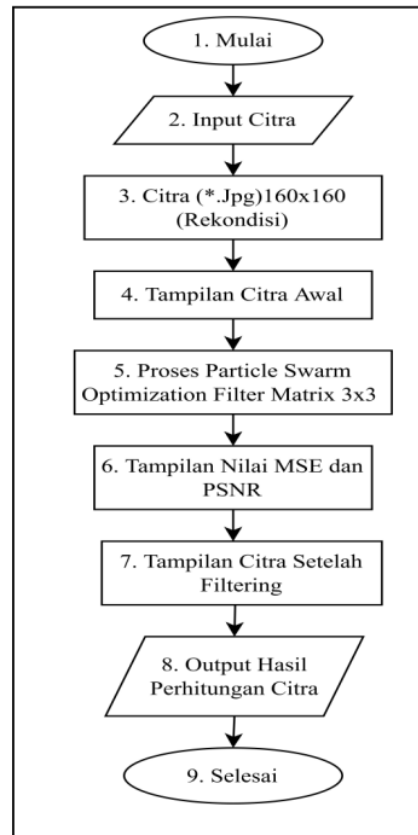 1. Mulai
2. Input Citra
3. Citra (*.Jpg)160x160
(Rekondisi)
4. Tampilan Citra Awal
5. Proses Particle Swarm
Optimization Filter Matrix 3x3
6. Tampilan Nilai MSE dan
PSNR
7. Tampilan Citra Setelah
Filtering
8. Output Hasil
Perhitungan Citra
9. Selesai